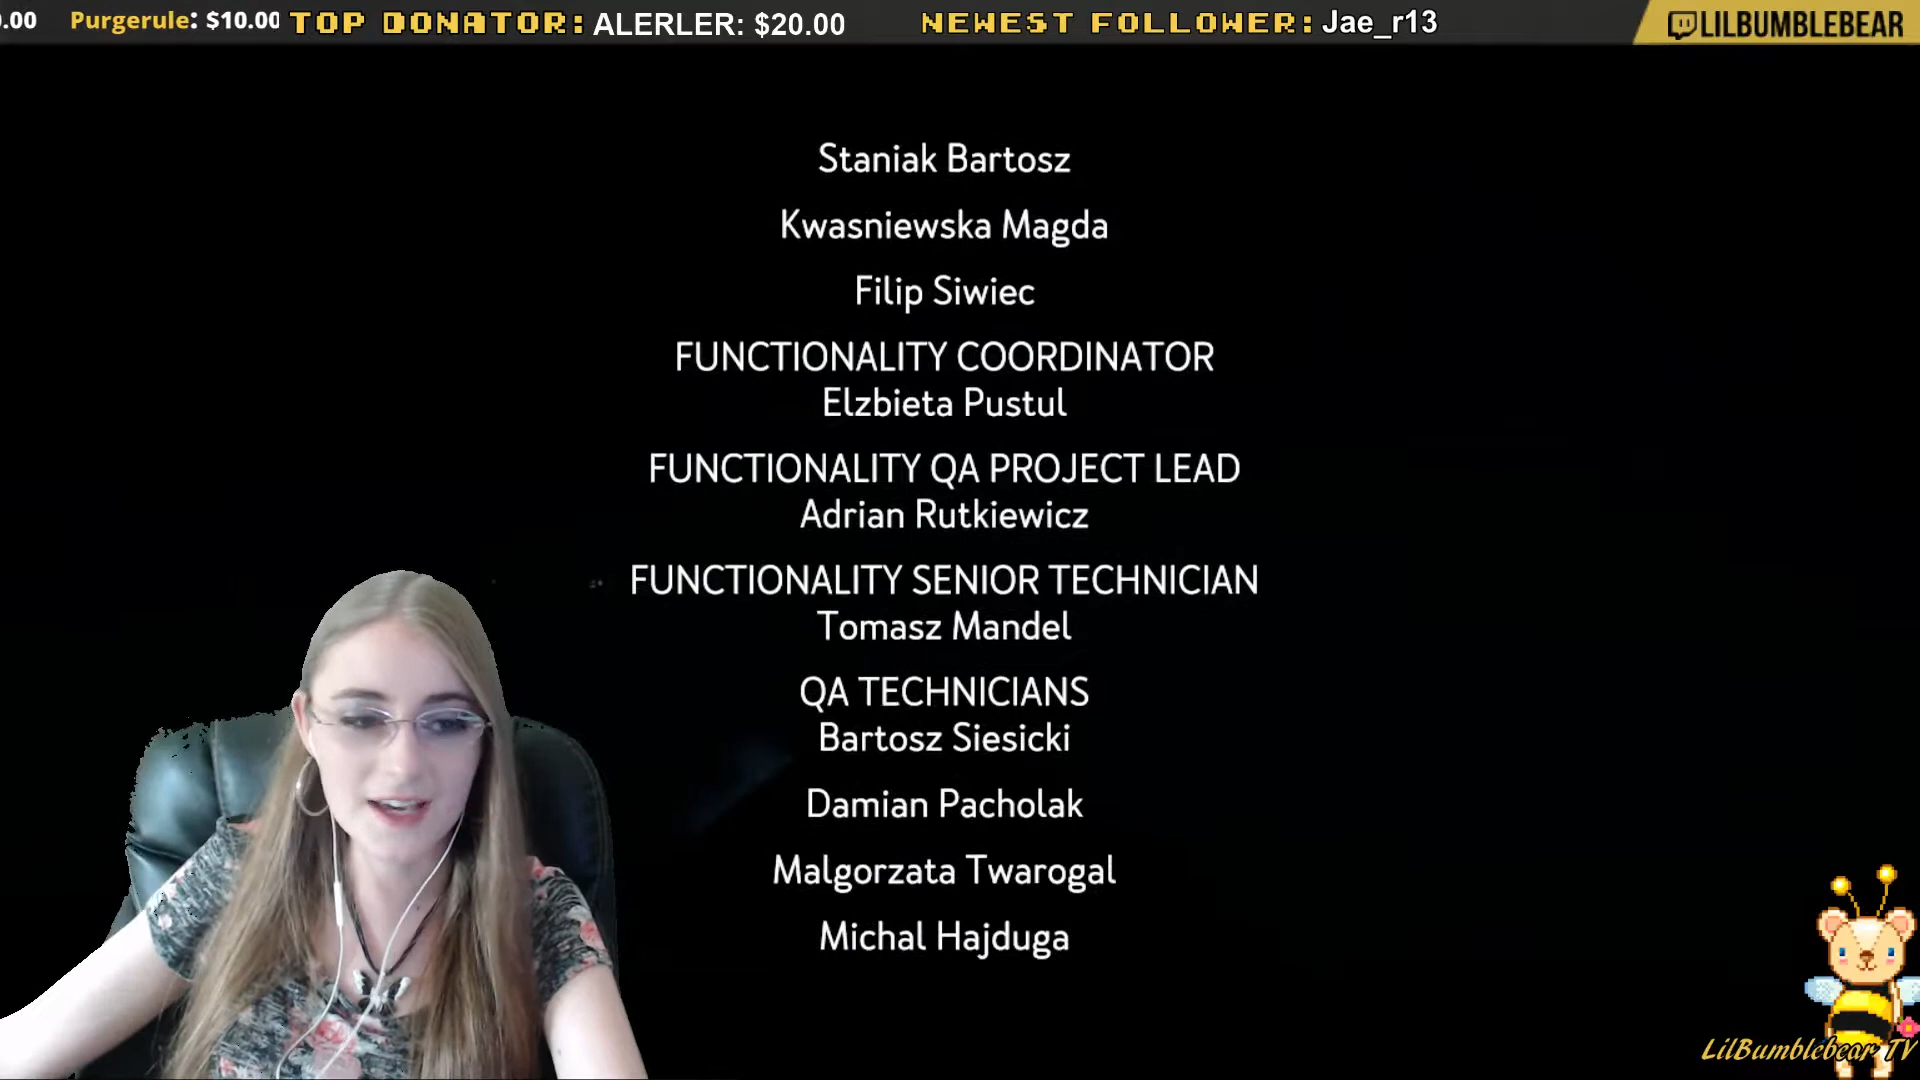 .00 Purgerule: $10.00 TOP DONATOR: ALERLER: $20.00 NEWEST FOLLOWER: Jae_r13 LILBUMBLEBEAR
Staniak Bartosz
Kwasniewska Magda
Filip Siwiec
FUNCTIONALITY COORDINATOR
Elzbieta Pustul
FUNCTIONALITY QA PROJECT LEAD
Adrian Rutkiewicz
FUNCTIONALITY SENIOR TECHNICIAN
Tomasz Mandel
QA TECHNICIANS
Bartosz Siesicki
Damian Pacholak
Malgorzata Twarogal
Michal Hajduga
LilBumblebear TV